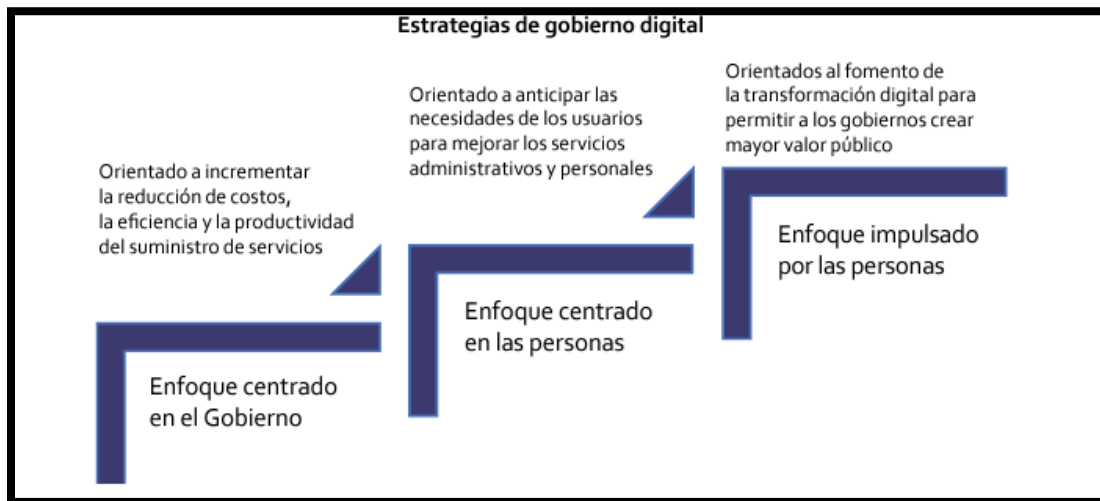 Estrategias de gobierno digital
Orientado a incrementar
la reducción de costos,
la eficiencia y la productividad
del suministro de servicios
Enfoque centrado
en el Gobierno
Orientado a anticipar las
necesidades de los usuarios
para mejorar los servicios
administrativos y personales
Enfoque centrado
en las personas
Orientados al fomento de
la transformación digital para
permitir a los gobiernos crear
mayor valor público
Enfoque impulsado
por las personas